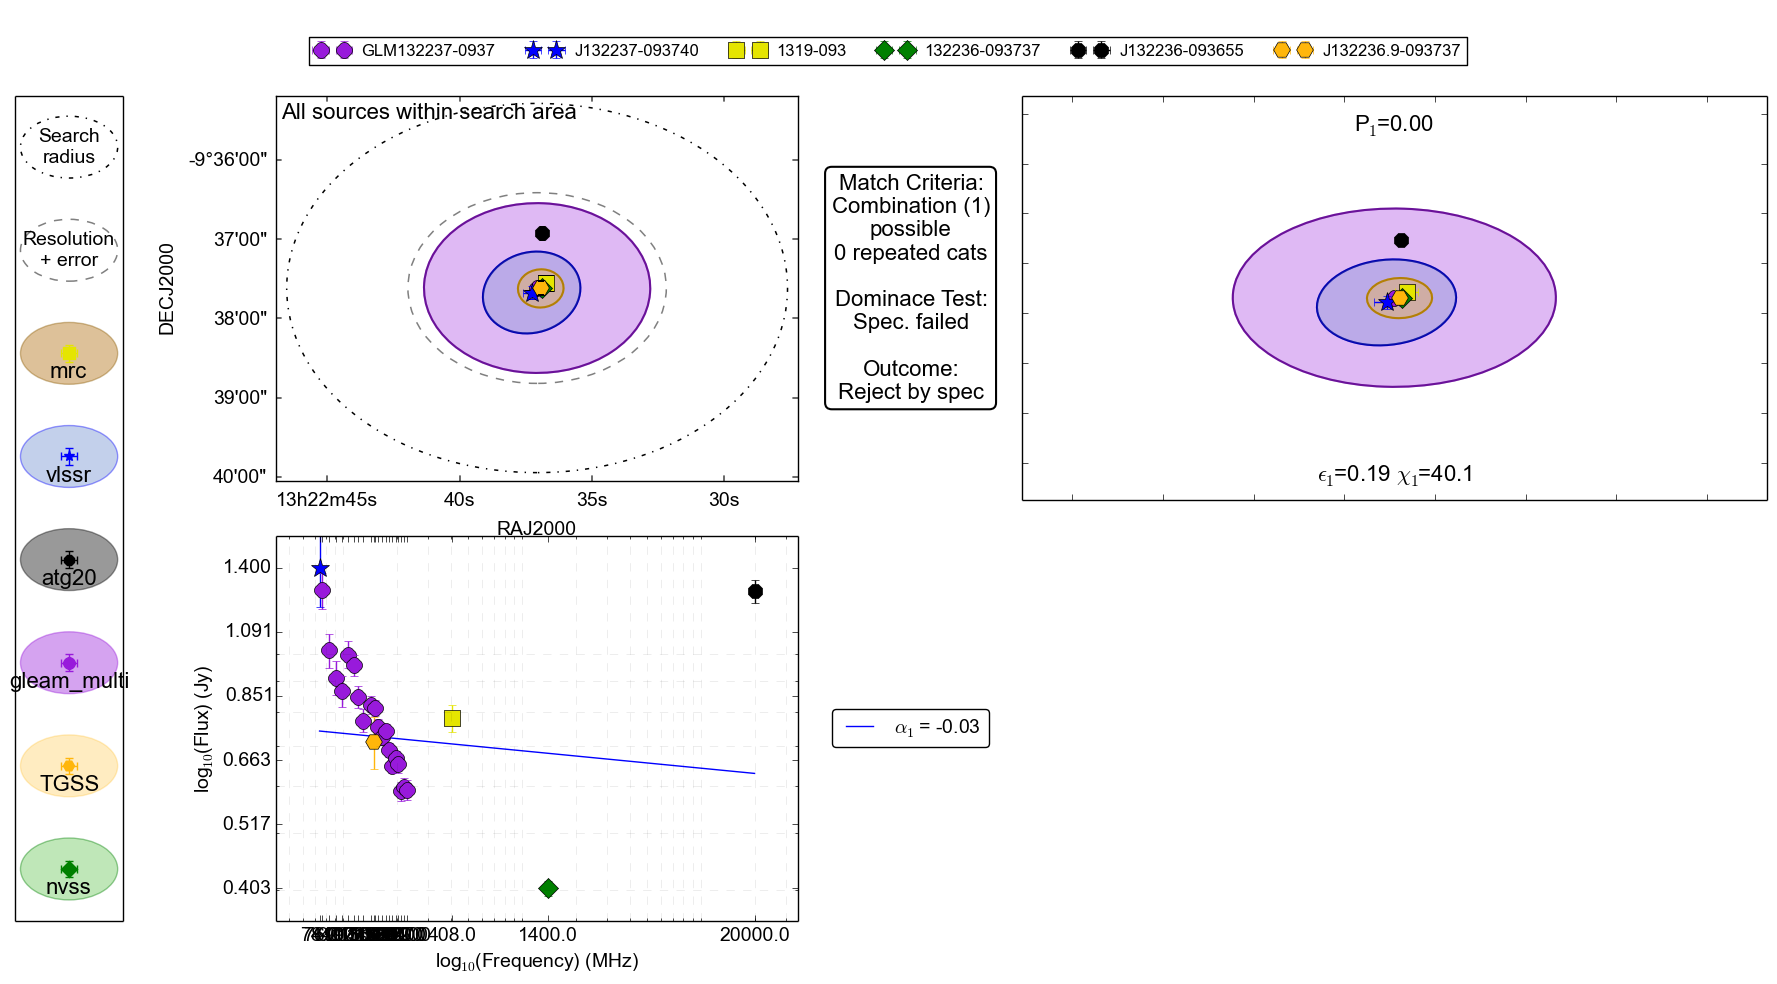 GLM132237-0937 J132237-093740 1319-093 132236-093737 J132236-093655 J132236.9-093737
Search
radius
Resolution
+ error
mrc
vlssr
atg20
gleam_multi
TGSS
nvss
All sources within search area
DECJ2000
-9°36'00"
37'00"
38'00"
39'00"
40'00"
13h22m45s 40s 35s 30s
RAJ2000
Match Criteria:
Combination (1)
possible
0 repeated cats
Dominace Test:
Spec. failed
Outcome:
Reject by spec
P1=0.00
ϵ1=0.19 χ1=40.1
log10(Flux) (Jy)
1.400
1.091
0.851
0.663
0.517
0.403
408.0 1400.0 20000.0
log10(Frequency) (MHz)
α1 = -0.03